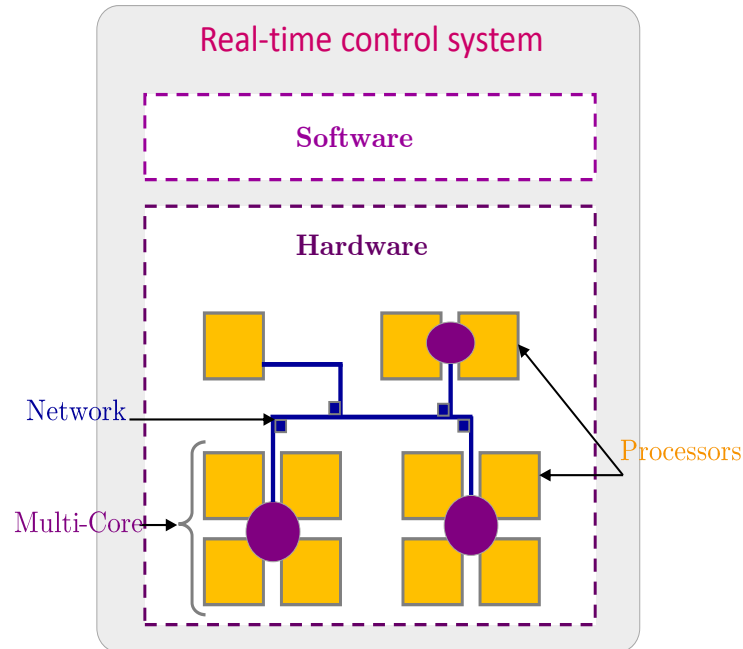 Real-time control system
Software
Hardware
Network
Processors
Multi-Core